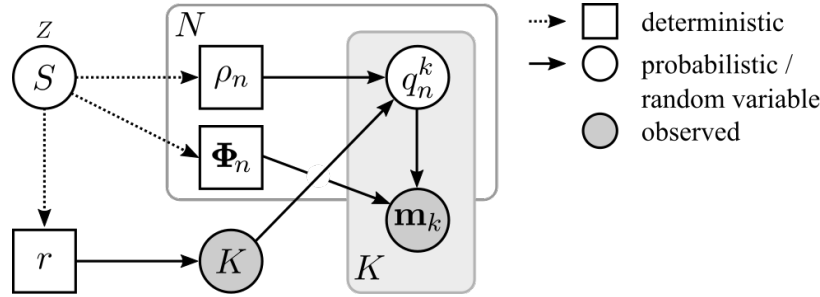 Z
S
N
ρₙ
qₙᵏ
Φₙ
mₖ
r
K
K
deterministic
probabilistic /
random variable
observed